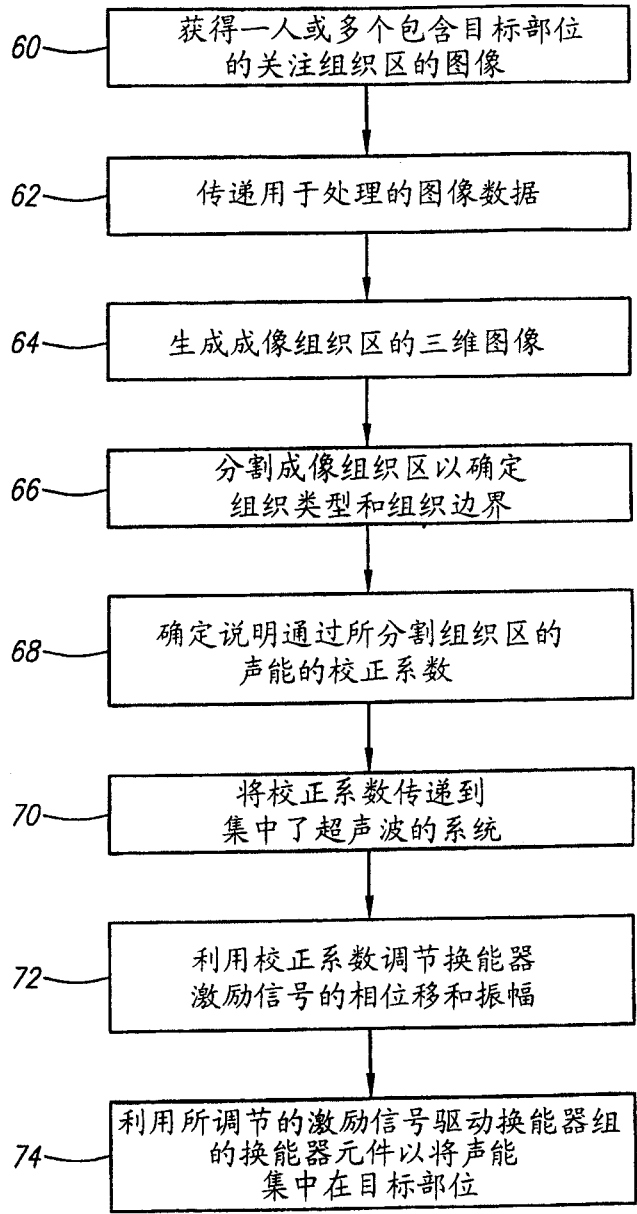 60
获得一人或多个包含目标部位
的关注组织区的图像
62
传递用于处理的图像数据
64
生成成像组织区的三维图像
66
分割成像组织区以确定
组织类型和组织边界
68
确定说明通过所分割组织区的
声能的校正系数
70
将校正系数传递到
集中了超声波的系统
72
利用校正系数调节换能器
激励信号的相位移和振幅
74
利用所调节的激励信号驱动换能器组
的换能器元件以将声能
集中在目标部位